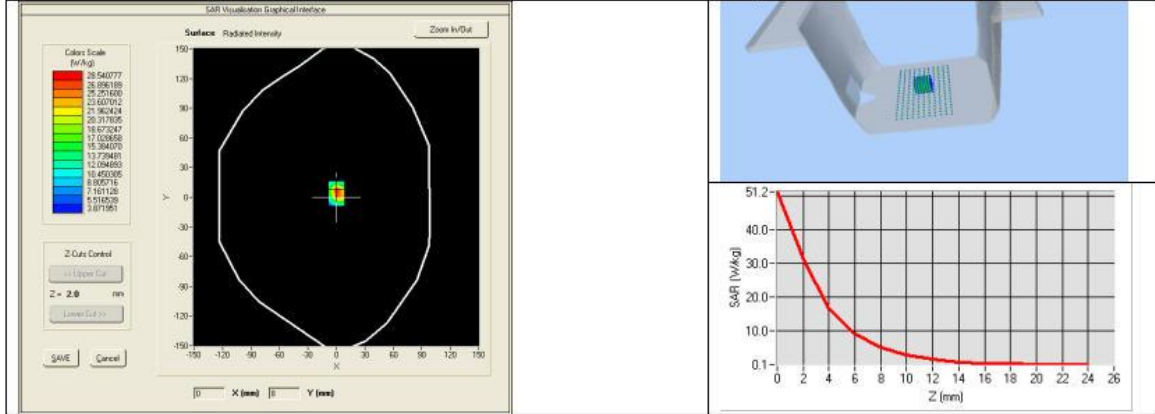 SAR Visualisation Graphical Interface
Surface Radiated Intensity
Zoom In/Out
Colors Scale
(W/kg)
28.540777
26.896189
25.251600
23.607012
21.962424
20.317835
18.673247
17.028658
15.384070
13.739481
12.094893
10.450305
8.805716
7.161128
5.516539
3.871951
Z-Cuts Control
<< Upper Cut
Z = 2.0 mm
Lower Cut >>
SAVE Cancel
150
120
90
60
30
0
-30
-60
-90
-120
-150
Y
-150 -120 -90 -60 -30 0 30 60 90 120 150
X
0 X (mm) 8 Y (mm)
51.2
40.0
30.0
20.0
10.0
0.1
SAR (W/kg)
0 2 4 6 8 10 12 14 16 18 20 22 24 26
Z (mm)